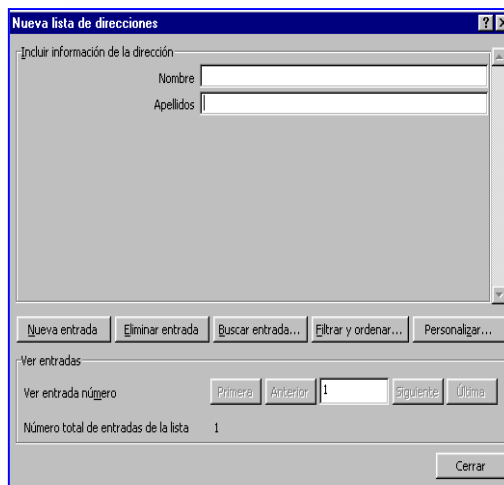 Nueva lista de direcciones
Incluir información de la dirección
Nombre
Apellidos
Nueva entrada Eliminar entrada Buscar entrada... Filtrar y ordenar... Personalizar...
Ver entradas
Ver entrada número Primera Anterior 1 Siguiente Última
Número total de entradas de la lista 1
Cerrar